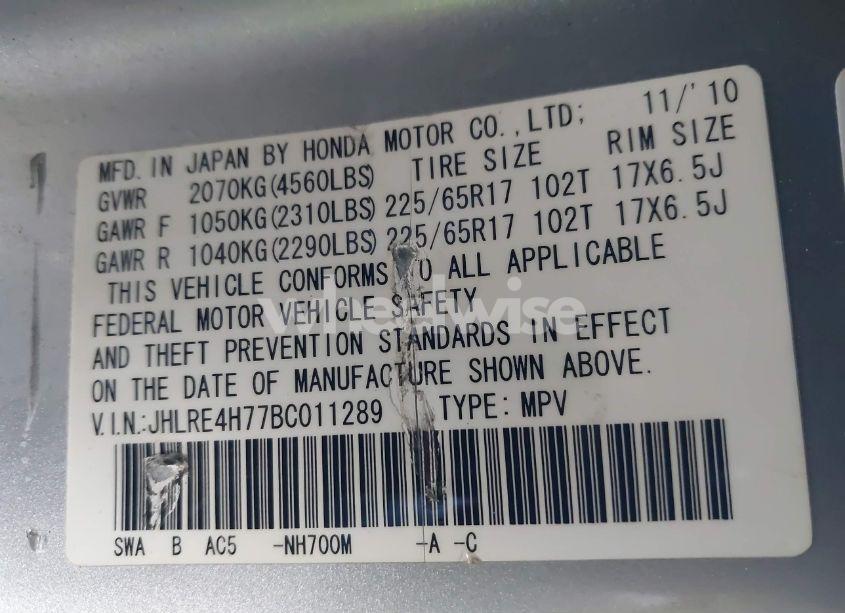 MFD. IN JAPAN BY HONDA MOTOR CO., LTD; 11/'10
GVWR 2070KG(4560LBS) TIRE SIZE RIM SIZE
GAWR F 1050KG(2310LBS) 225/65R17 102T 17X6.5J
GAWR R 1040KG(2290LBS) 225/65R17 102T 17X6.5J
THIS VEHICLE CONFORMS TO ALL APPLICABLE
FEDERAL MOTOR VEHICLE SAFETY
AND THEFT PREVENTION STANDARDS IN EFFECT
ON THE DATE OF MANUFACTURE SHOWN ABOVE.
V.I.N.:JHLRE4H77BC011289 TYPE: MPV
SWA B AC5 -NH700M -A -C
wheelwise